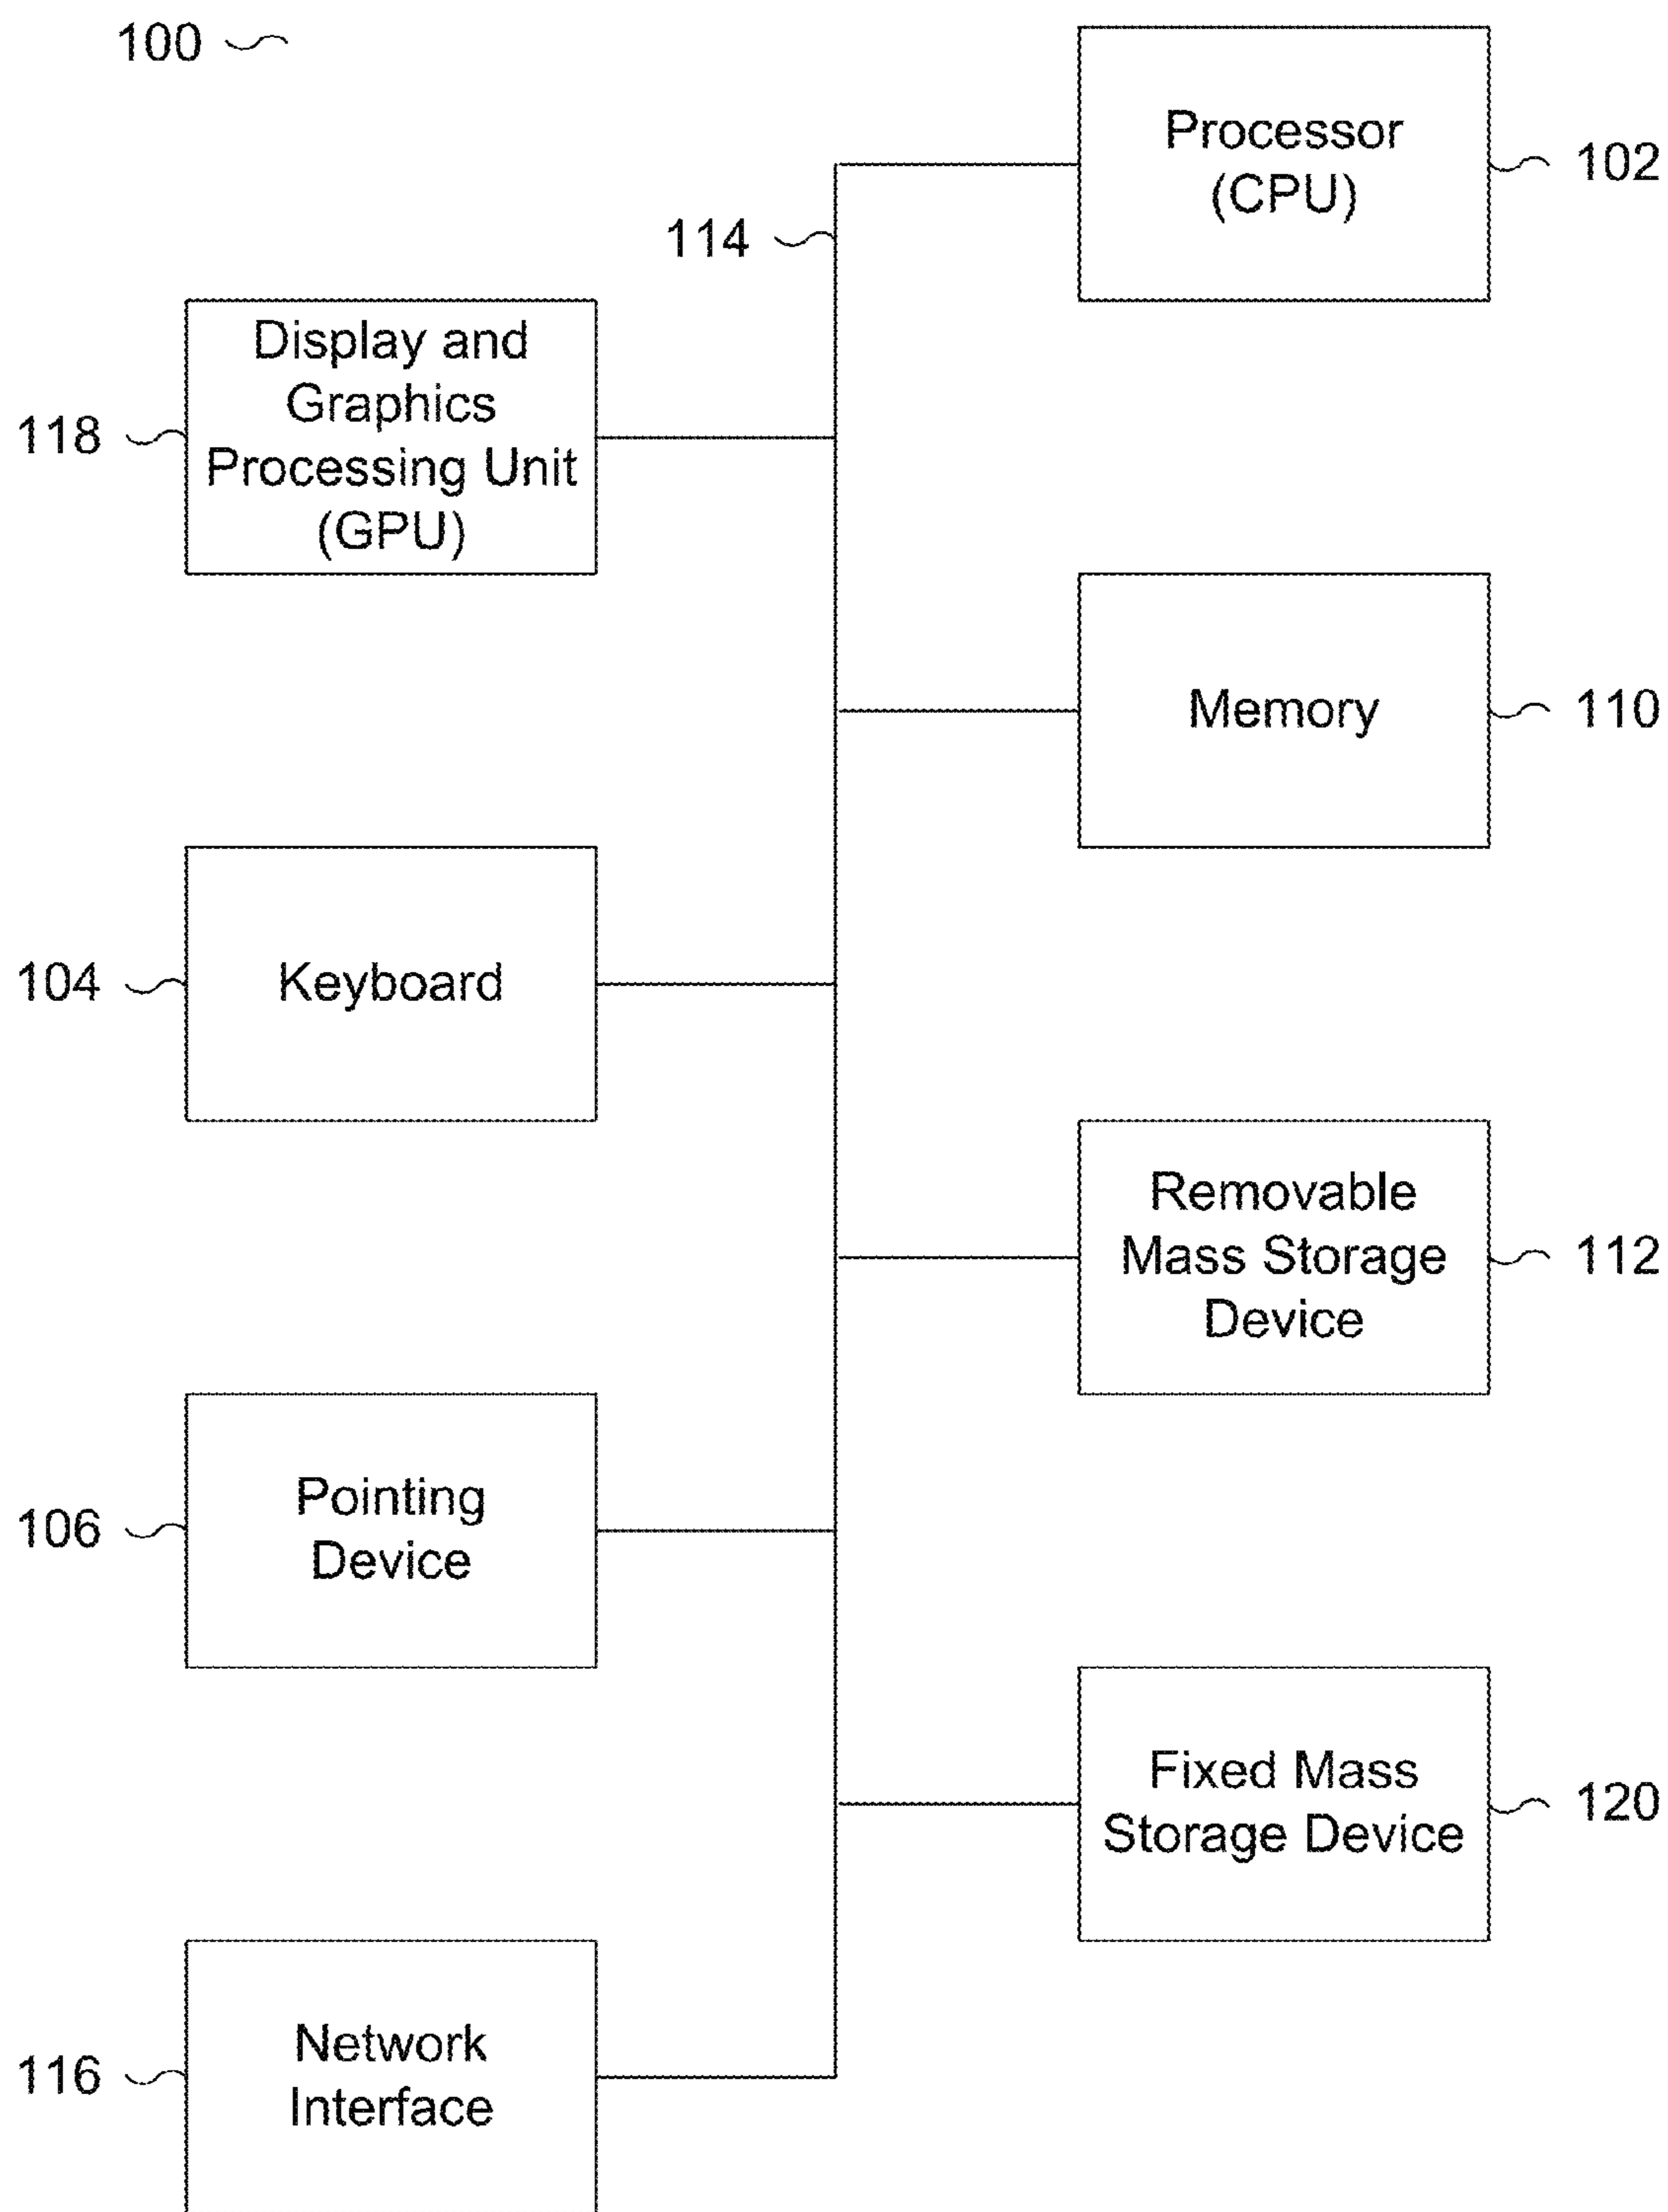 100
Processor
(CPU)
102
114
Display and
Graphics
Processing Unit
(GPU)
118
Memory
110
Keyboard
104
Removable
Mass Storage
Device
112
Pointing
Device
106
Fixed Mass
Storage Device
120
Network
Interface
116